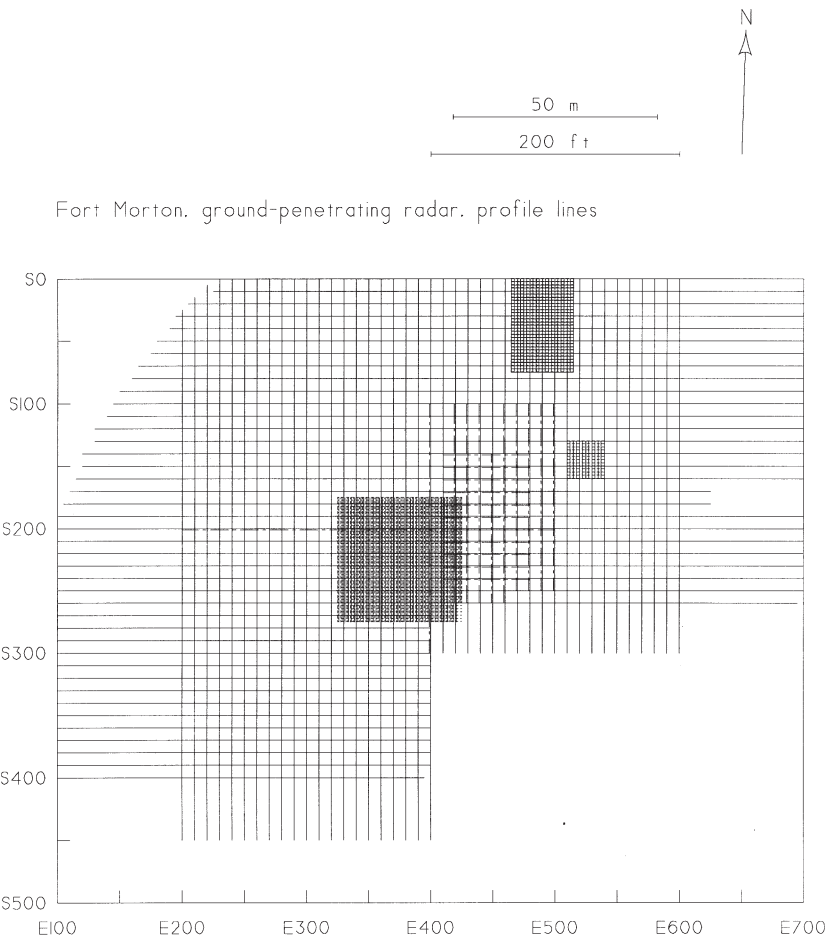 N
50 m
200 ft
Fort Morton, ground-penetrating radar, profile lines
S0
S100
S200
S300
S400
S500
E100 E200 E300 E400 E500 E600 E700